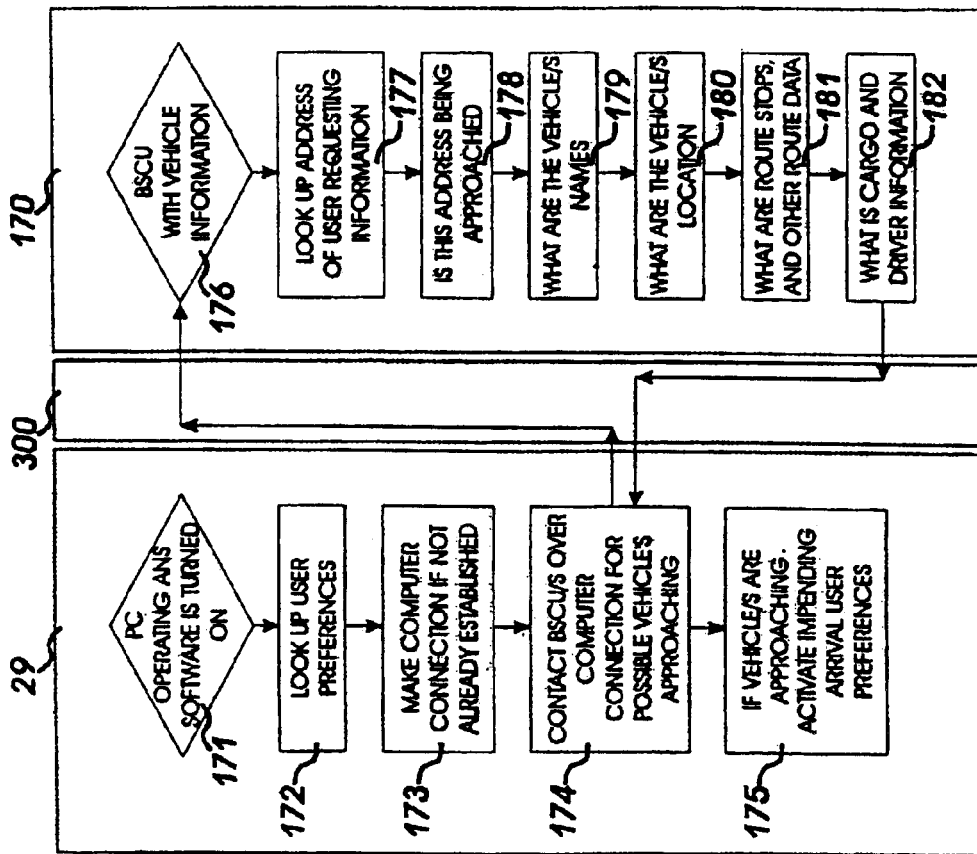 29
PC
OPERATING ANS
SOFTWARE IS TURNED
ON
171
LOOK UP USER
PREFERENCES
172
MAKE COMPUTER
CONNECTION IF NOT
ALREADY ESTABLISHED
173
CONTACT BSCU/S OVER
COMPUTER
CONNECTION FOR
POSSIBLE VEHICLE'S
APPROACHING
174
IF VEHICLE/S ARE
APPROACHING.
ACTIVATE IMPENDING
ARRIVAL USER
PREFERENCES
175
300
170
BSCU
WITH VEHICLE
INFORMATION
176
LOOK UP ADDRESS
OF USER REQUESTING
INFORMATION
177
IS THIS ADDRESS BEING
APPROACHED
178
WHAT ARE THE VEHICLE/S
NAMES
179
WHAT ARE THE VEHICLE/S
LOCATION
180
WHAT ARE ROUTE STOPS,
AND OTHER ROUTE DATA
181
WHAT IS CARGO AND
DRIVER INFORMATION
182